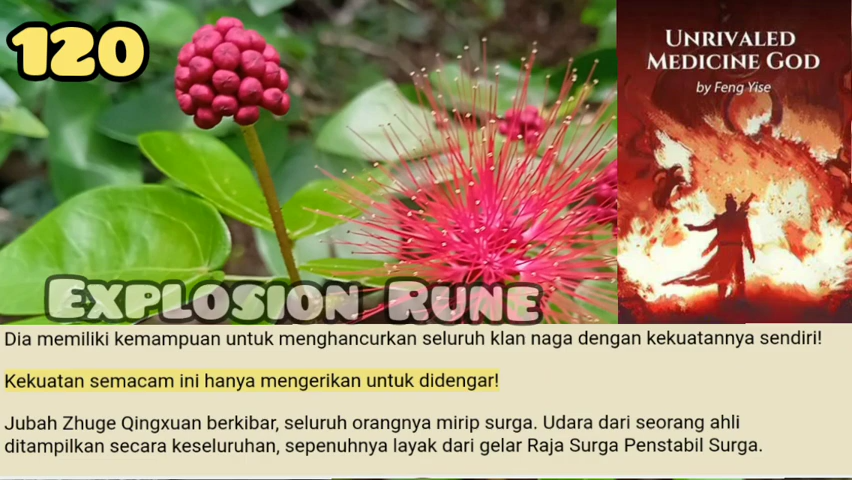 120
UNRIVALED
MEDICINE GOD
by Feng Yise
EXPLOSION RUNE
Dia memiliki kemampuan untuk menghancurkan seluruh klan naga dengan kekuatannya sendiri!
Kekuatan semacam ini hanya mengerikan untuk didengar!
Jubah Zhuge Qingxuan berkibar, seluruh orangnya mirip surga. Udara dari seorang ahli
ditampilkan secara keseluruhan, sepenuhnya layak dari gelar Raja Surga Penstabil Surga.